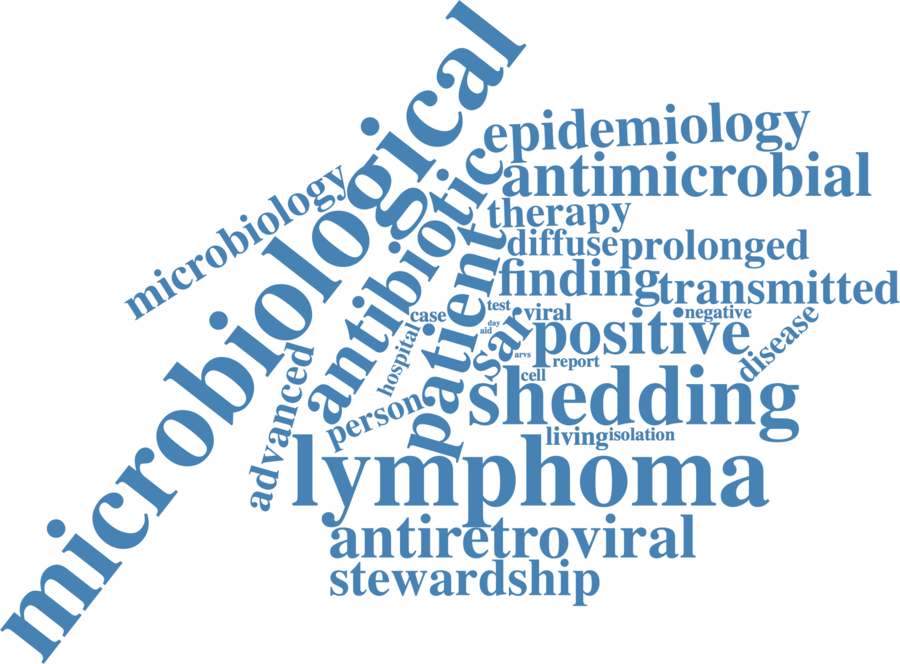 microbiological
epidemiology
antimicrobial
microbiology
antibiotic
therapy
diffuse
prolonged
patient
finding
transmitted
test
viral
case
negative
day
aid
sar
positive
disease
hospital
arvs
report
advanced
cell
shedding
person
living
isolation
lymphoma
antiretroviral
stewardship